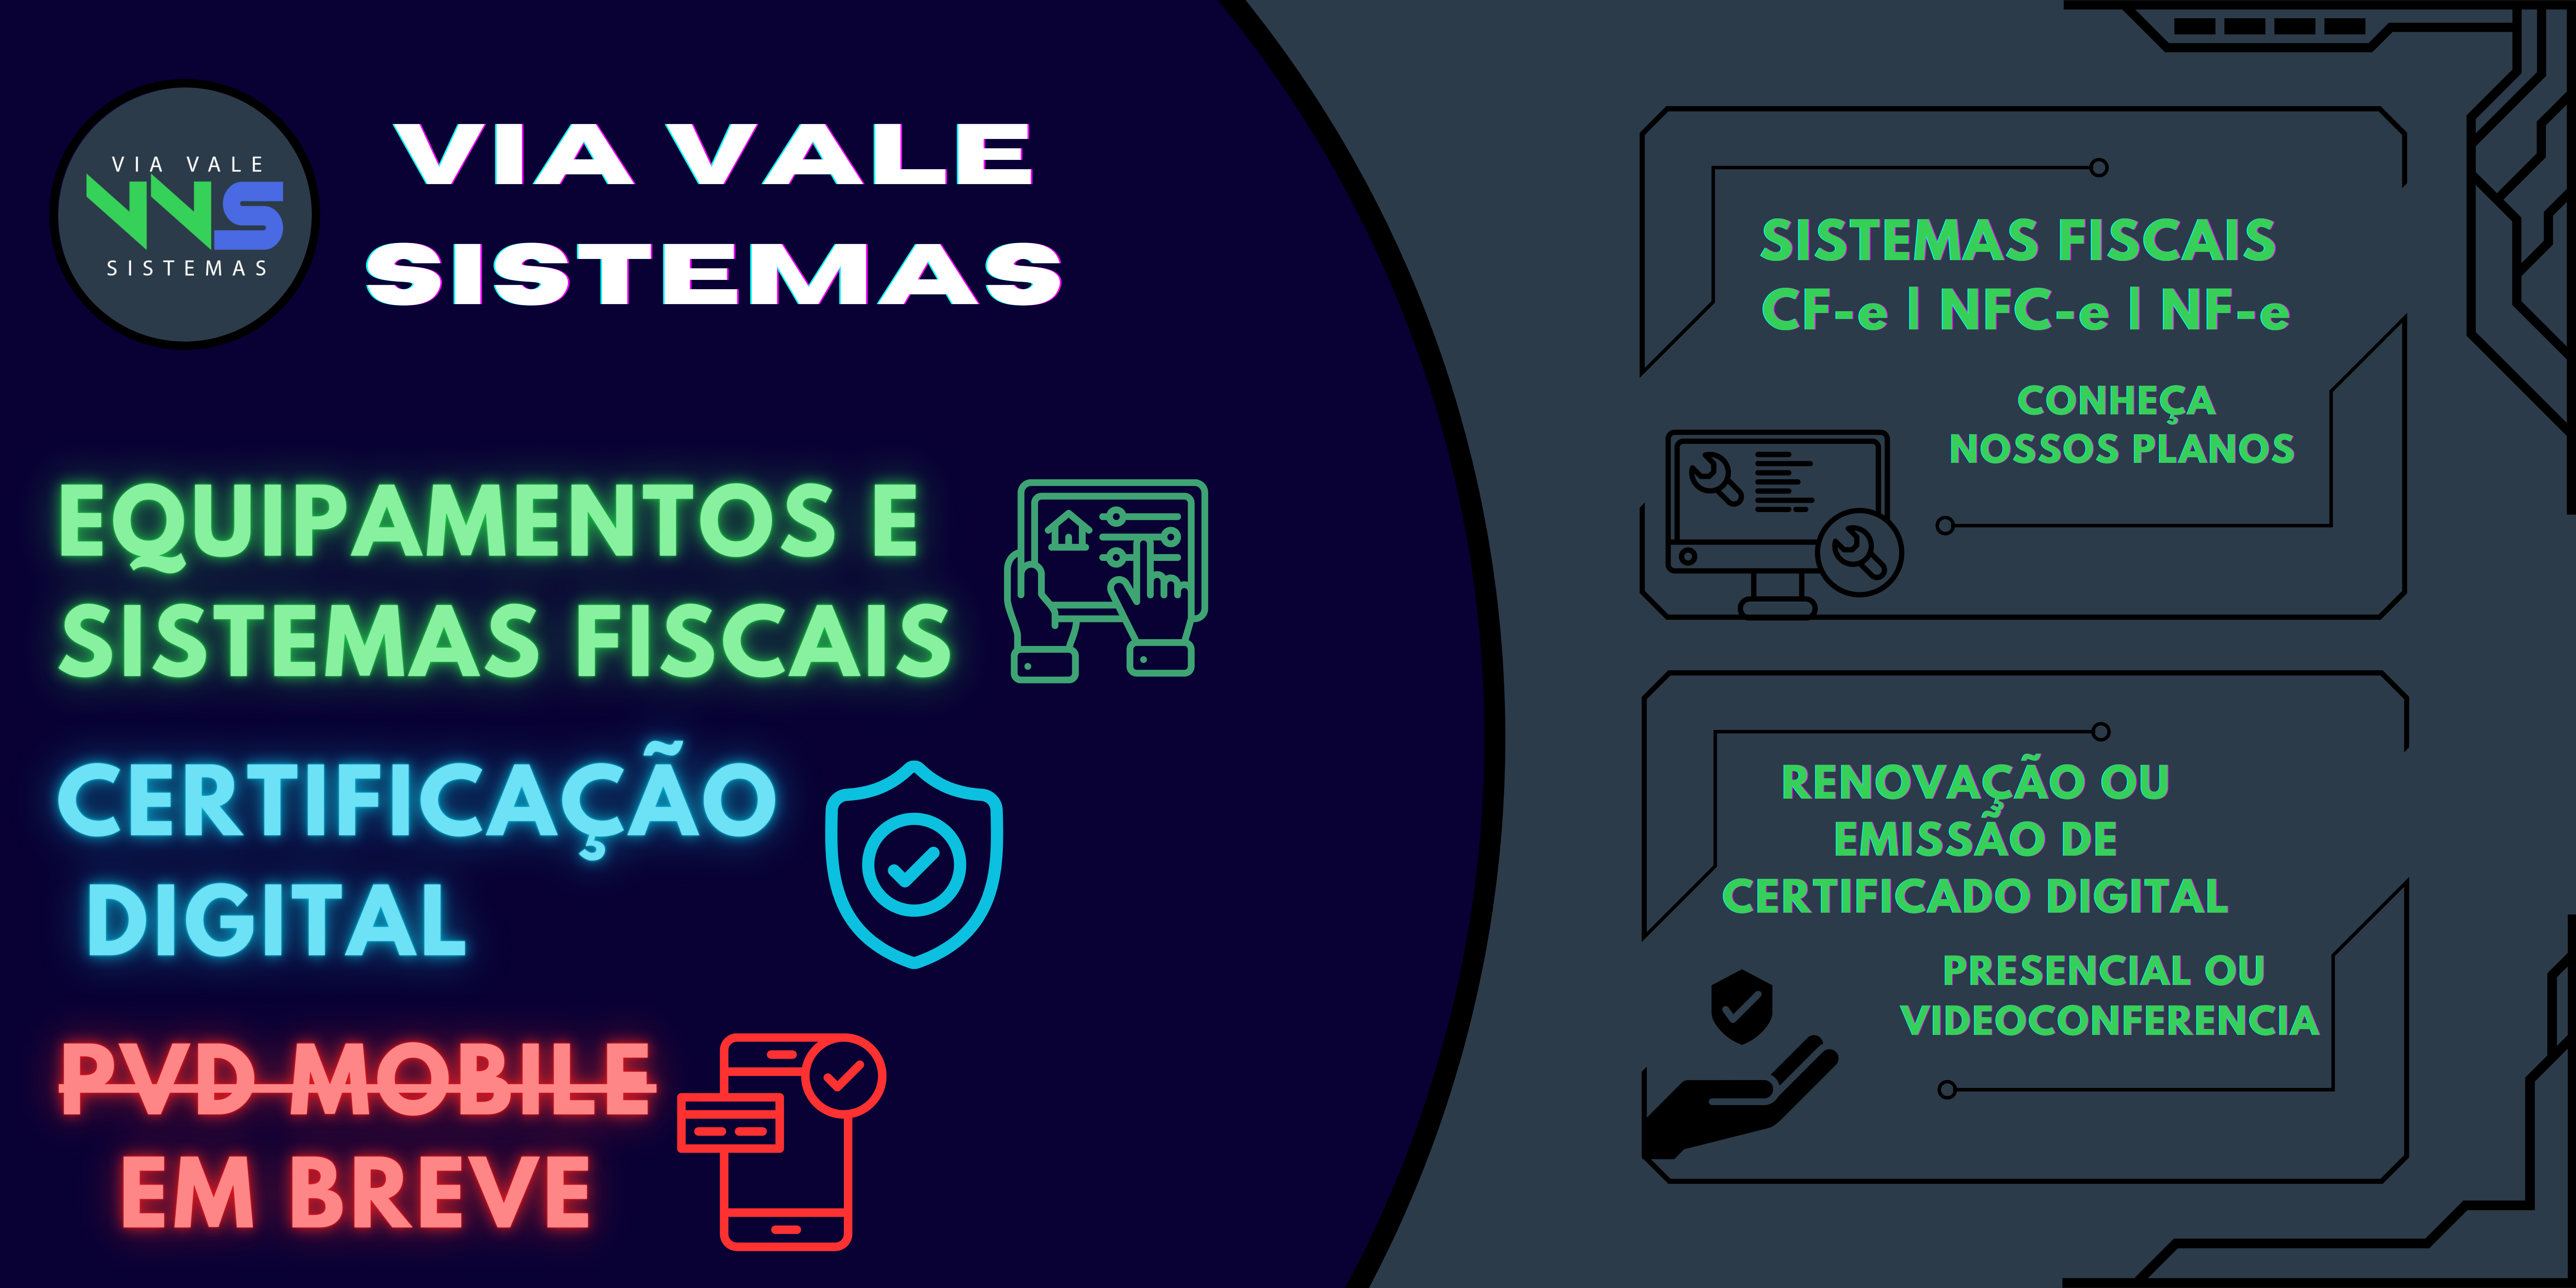 VIA VALE
VVS
SISTEMAS
VIA VALE
SISTEMAS
EQUIPAMENTOS E
SISTEMAS FISCAIS
CERTIFICAÇÃO
DIGITAL
PVD MOBILE
EM BREVE
SISTEMAS FISCAIS
CF-e | NFC-e | NF-e
CONHEÇA
NOSSOS PLANOS
RENOVAÇÃO OU
EMISSÃO DE
CERTIFICADO DIGITAL
PRESENCIAL OU
VIDEOCONFERENCIA